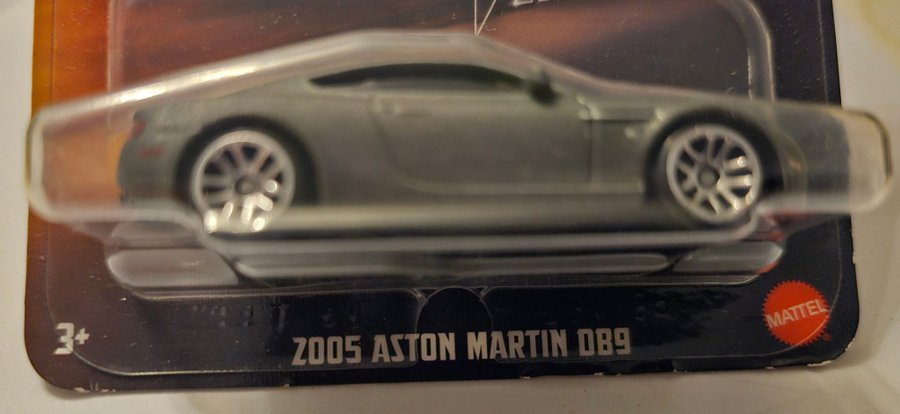 3+
2005 ASTON MARTIN DB9
MATTEL